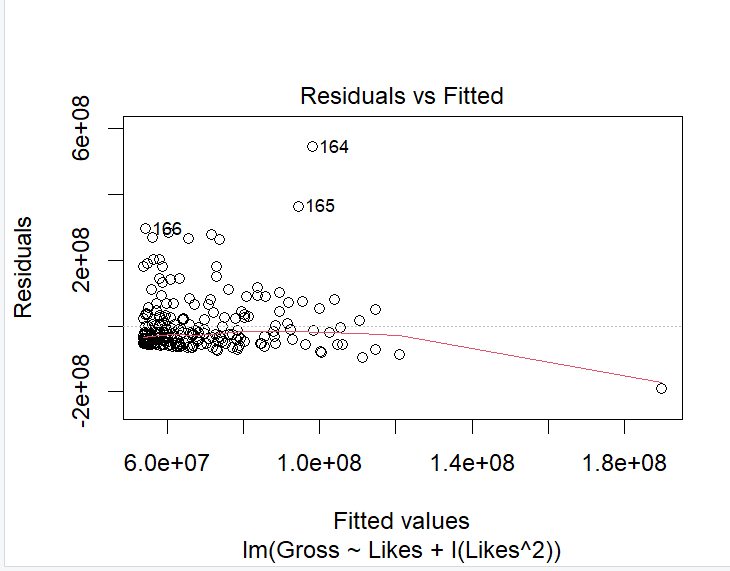 Residuals vs Fitted
6e+08
2e+08
-2e+08
Residuals
164
165
166
6.0e+07 1.0e+08 1.4e+08 1.8e+08
Fitted values
lm(Gross ~ Likes + I(Likes^2))